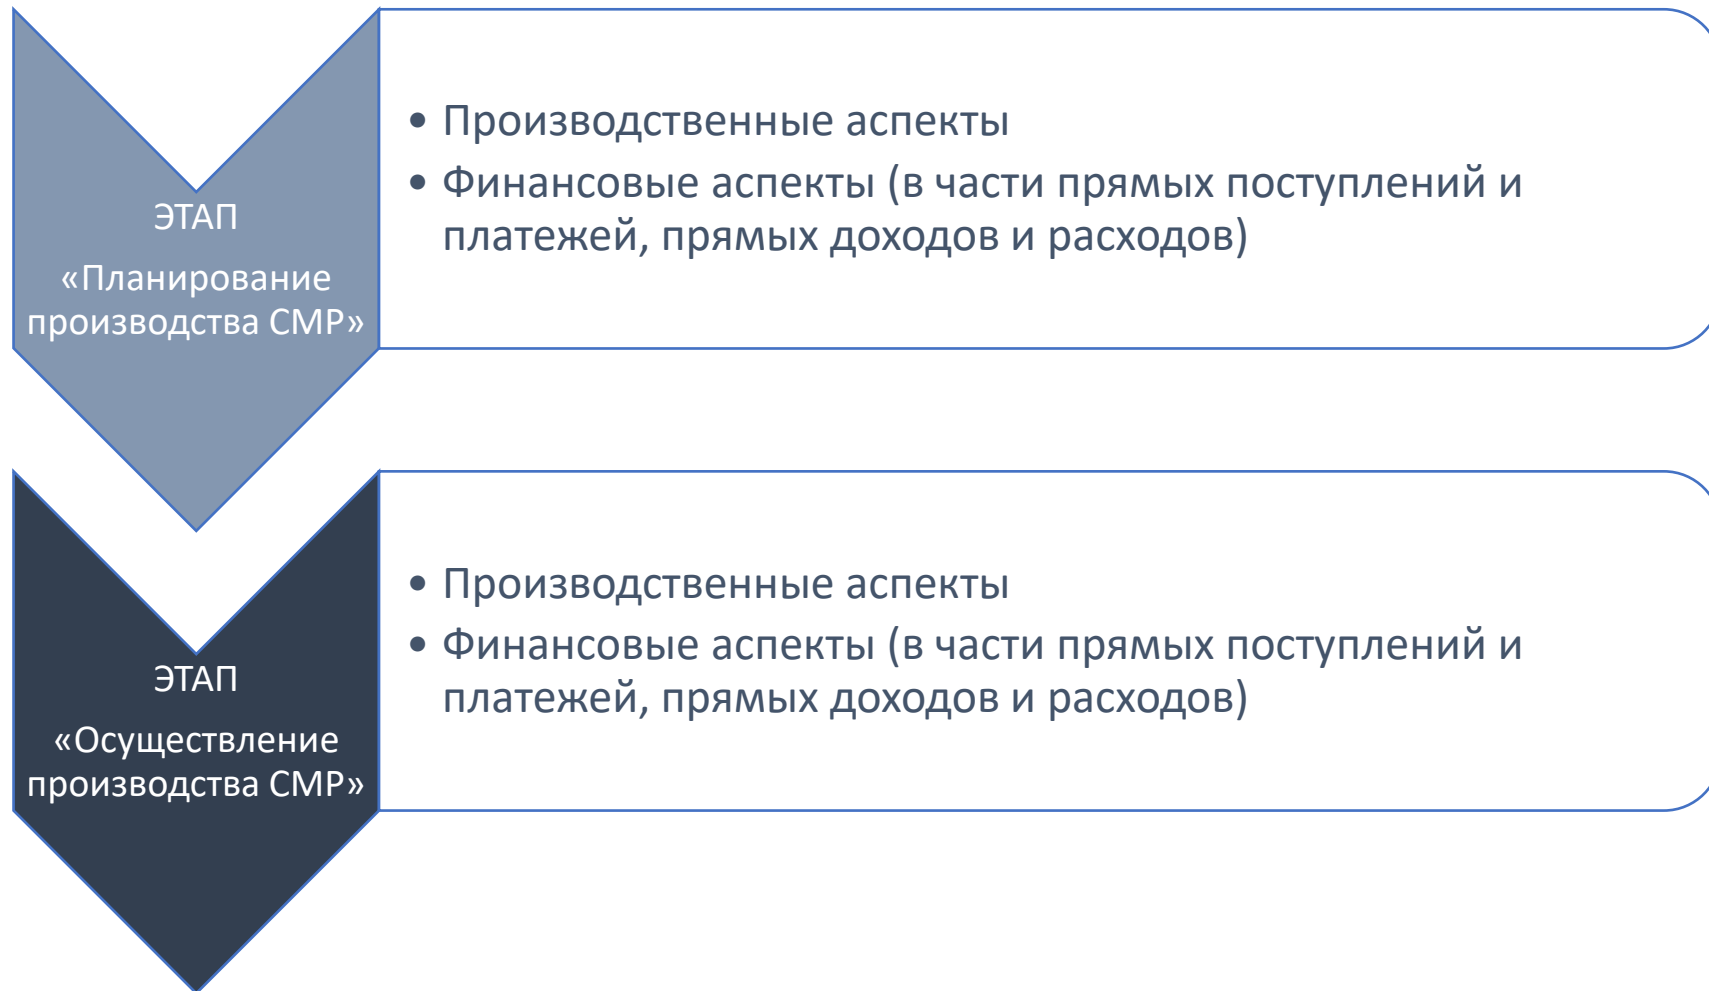 ЭТАП
«Планирование
производства СМР»
• Производственные аспекты
• Финансовые аспекты (в части прямых поступлений и
платежей, прямых доходов и расходов)
ЭТАП
«Осуществление
производства СМР»
• Производственные аспекты
• Финансовые аспекты (в части прямых поступлений и
платежей, прямых доходов и расходов)